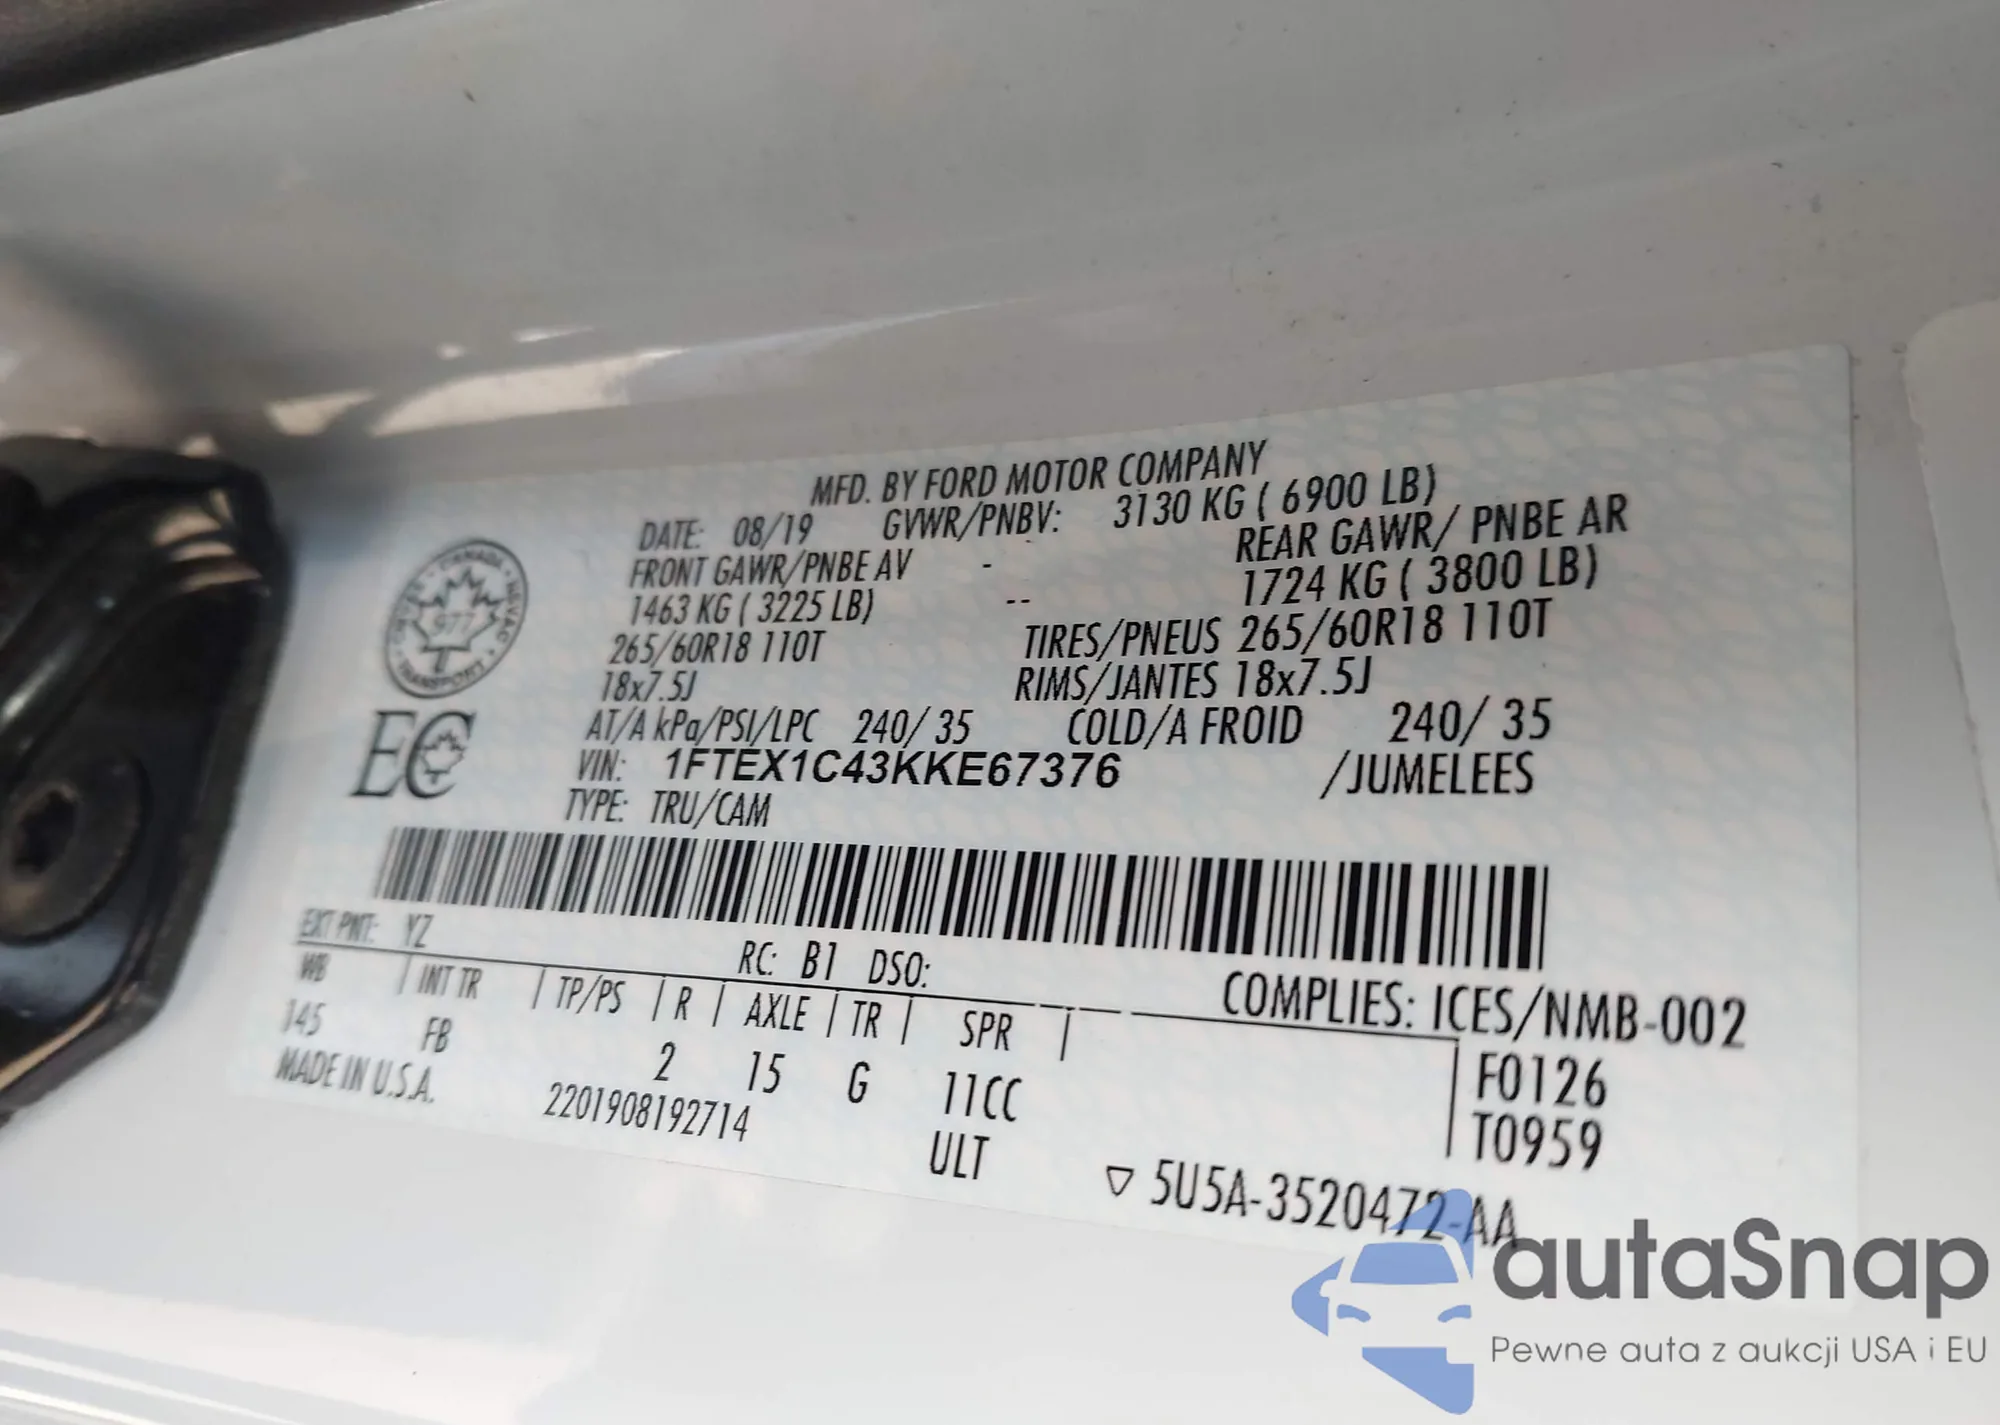 MFD. BY FORD MOTOR COMPANY
DATE: 08/19 GVWR/PNBV: 3130 KG ( 6900 LB)
FRONT GAWR/PNBE AV - REAR GAWR/ PNBE AR
1463 KG ( 3225 LB) -- 1724 KG ( 3800 LB)
265/60R18 110T TIRES/PNEUS 265/60R18 110T
18x7.5J RIMS/JANTES 18x7.5J
AT/A kPa/PSI/LPC 240/ 35 COLD/A FROID 240/ 35
VIN: 1FTEX1C43KKE67376 /JUMELEES
TYPE: TRU/CAM
CANADA
977
TRANSPORT
EC
EXT PNT: YZ RC: B1 DSO:
COMPLIES: ICES/NMB-002
WB | INT TR | TP/PS | R | AXLE | TR | SPR |
145 FB 2 15 G 11CC
F0126
T0959
MADE IN U.S.A. 2201908192714 ULT
▽ 5U5A-3520472-AA
autaSnap
Pewne auta z aukcji USA i EU